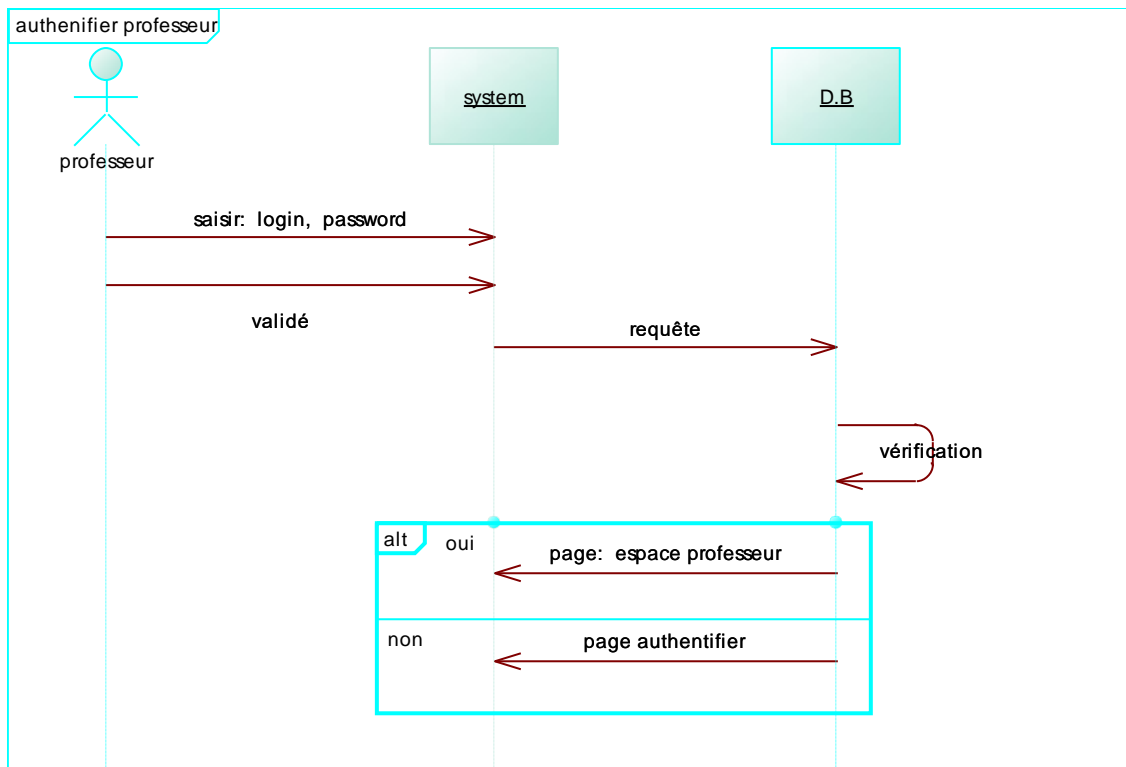 authenifier professeur
system
D.B
professeur
saisir: login, password
validé
requête
vérification
alt
oui
page: espace professeur
non
page authentifier